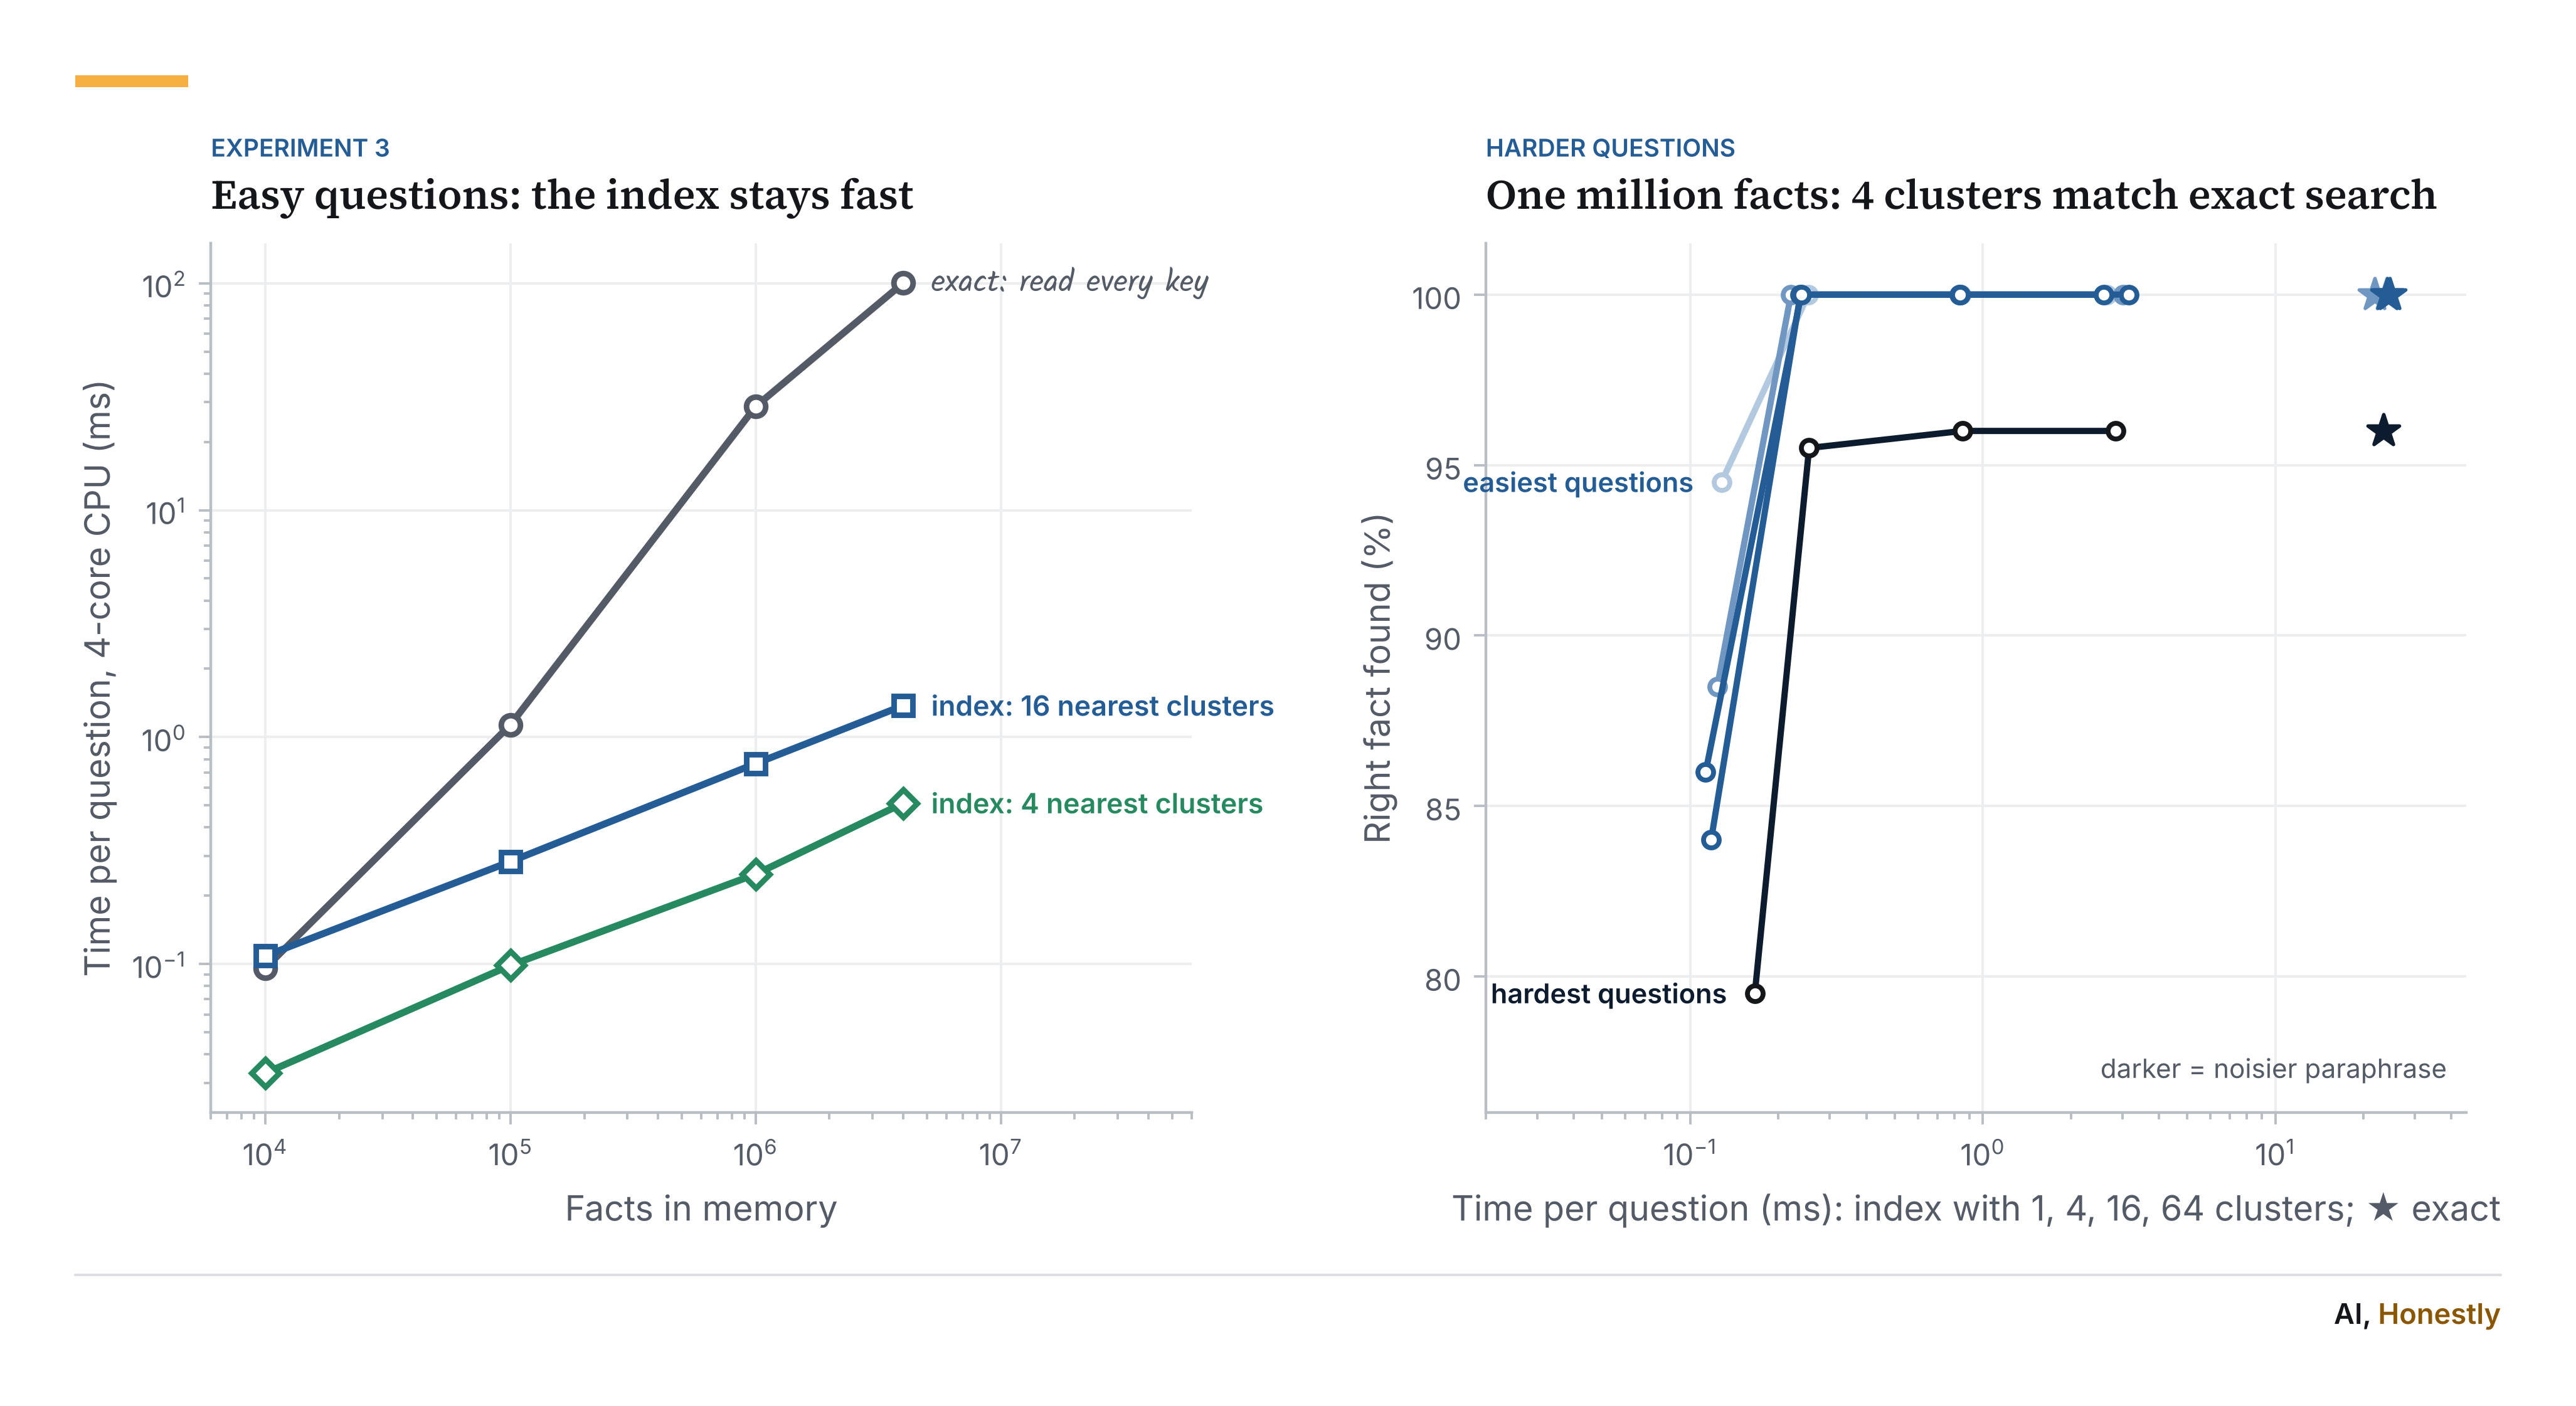 EXPERIMENT 3
Easy questions: the index stays fast
Time per question, 4-core CPU (ms)
10²
10¹
10⁰
10⁻¹
exact: read every key
index: 16 nearest clusters
index: 4 nearest clusters
10⁴
10⁵
10⁶
10⁷
Facts in memory
HARDER QUESTIONS
One million facts: 4 clusters match exact search
Right fact found (%)
100
95
90
85
80
easiest questions
hardest questions
darker = noisier paraphrase
10⁻¹
10⁰
10¹
Time per question (ms): index with 1, 4, 16, 64 clusters; ★ exact
AI, Honestly